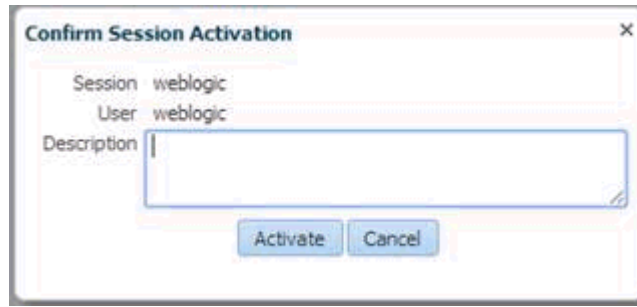 Confirm Session Activation
Session weblogic
User weblogic
Description
Activate Cancel